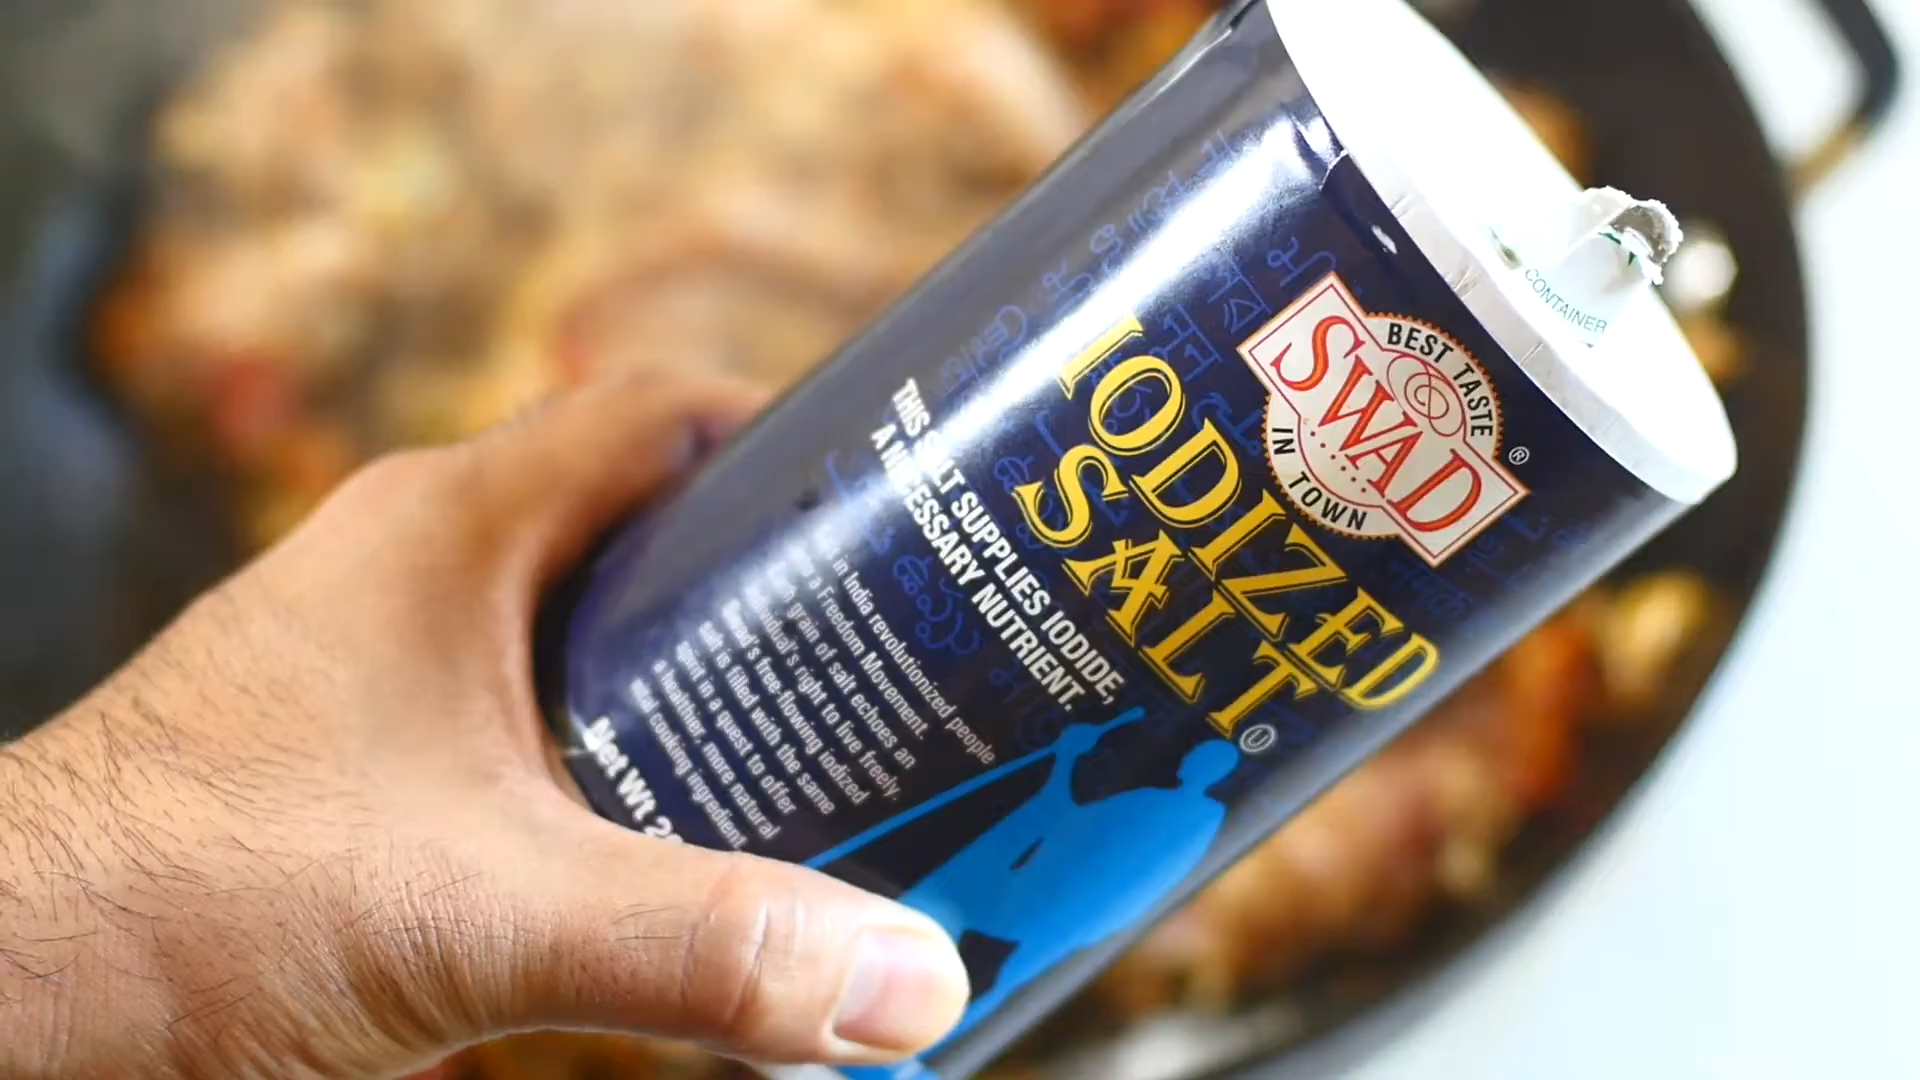 CONTAINER
BEST TASTE
SWAD
IN TOWN
®
IODIZED
SALT
U
THIS SALT SUPPLIES IODIDE,
A NECESSARY NUTRIENT.
in India revolutionized people
a Freedom Movement.
grain of salt echoes an
right to live freely.
free-flowing iodized
salt is filled with the same
spirit in a quest to offer
a healthier, more natural
cooking ingredient.
Net Wt